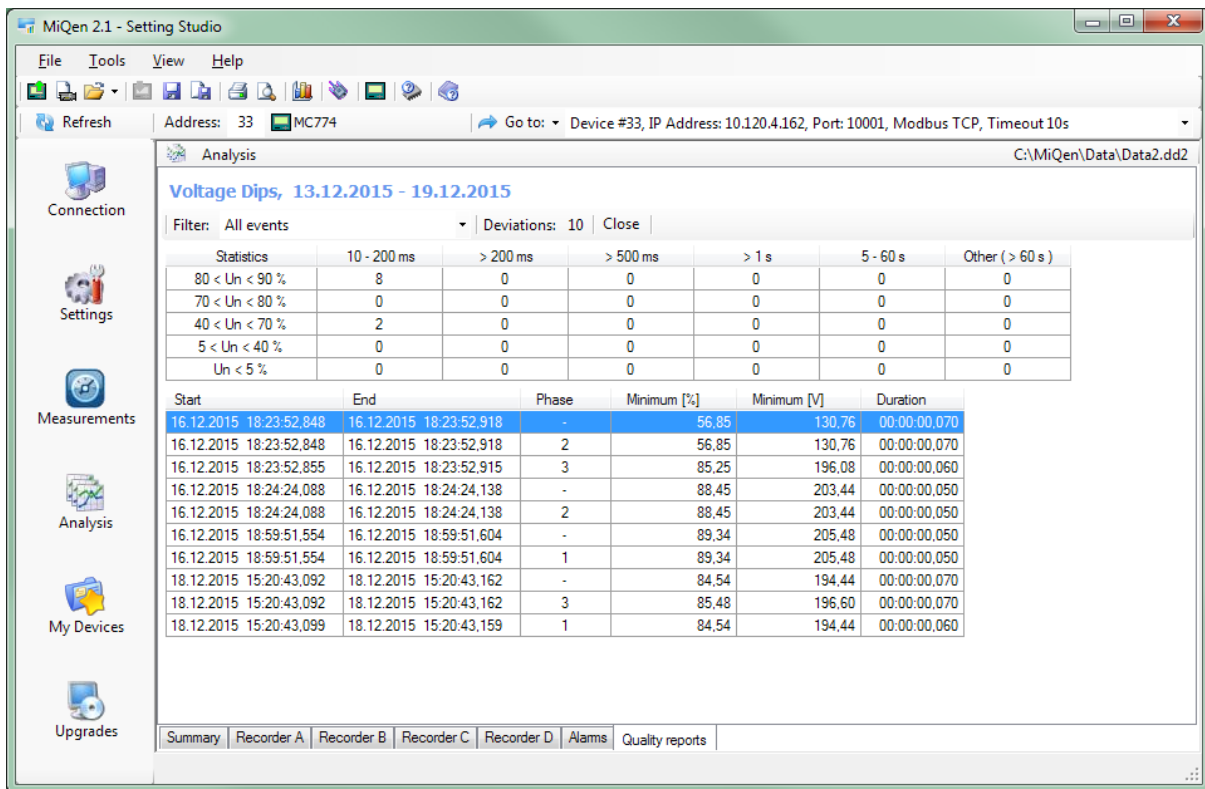 MiQen 2.1 - Setting Studio
File Tools View Help
Refresh Address: 33 MC774 Go to: Device #33, IP Address: 10.120.4.162, Port: 10001, Modbus TCP, Timeout 10s
Analysis C:\MiQen\Data\Data2.dd2
Connection
Settings
Measurements
Analysis
My Devices
Upgrades
Voltage Dips, 13.12.2015 - 19.12.2015
Filter: All events Deviations: 10 Close
Statistics 10 - 200 ms > 200 ms > 500 ms > 1 s 5 - 60 s Other ( > 60 s )
80 < Un < 90 % 8 0 0 0 0 0
70 < Un < 80 % 0 0 0 0 0 0
40 < Un < 70 % 2 0 0 0 0 0
5 < Un < 40 % 0 0 0 0 0 0
Un < 5 % 0 0 0 0 0 0
Start End Phase Minimum [%] Minimum [V] Duration
16.12.2015 18:23:52,848 16.12.2015 18:23:52,918 - 56,85 130,76 00:00:00,070
16.12.2015 18:23:52,848 16.12.2015 18:23:52,918 2 56,85 130,76 00:00:00,070
16.12.2015 18:23:52,855 16.12.2015 18:23:52,915 3 85,25 196,08 00:00:00,060
16.12.2015 18:24:24,088 16.12.2015 18:24:24,138 - 88,45 203,44 00:00:00,050
16.12.2015 18:24:24,088 16.12.2015 18:24:24,138 2 88,45 203,44 00:00:00,050
16.12.2015 18:59:51,554 16.12.2015 18:59:51,604 - 89,34 205,48 00:00:00,050
16.12.2015 18:59:51,554 16.12.2015 18:59:51,604 1 89,34 205,48 00:00:00,050
18.12.2015 15:20:43,092 18.12.2015 15:20:43,162 - 84,54 194,44 00:00:00,070
18.12.2015 15:20:43,092 18.12.2015 15:20:43,162 3 85,48 196,60 00:00:00,070
18.12.2015 15:20:43,099 18.12.2015 15:20:43,159 1 84,54 194,44 00:00:00,060
Summary Recorder A Recorder B Recorder C Recorder D Alarms Quality reports